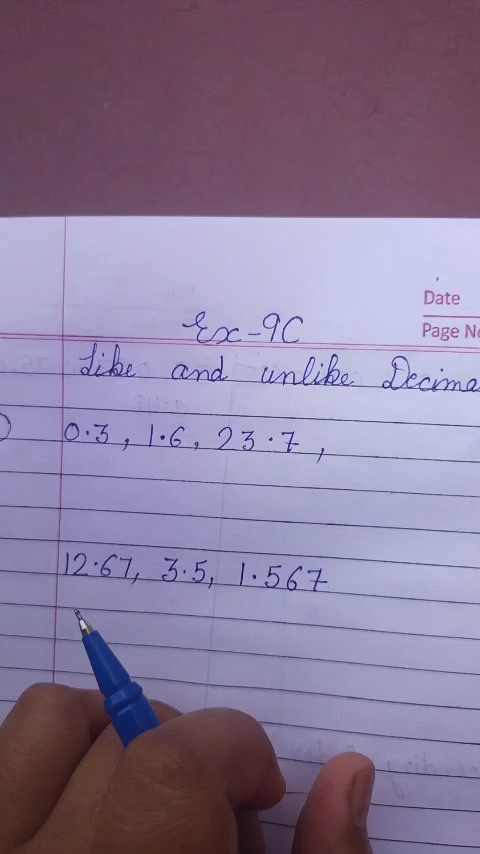 Date
Page No
Ex-9C
Like and unlike Decima
0.3, 1.6, 23.7,
12.67, 3.5, 1.567